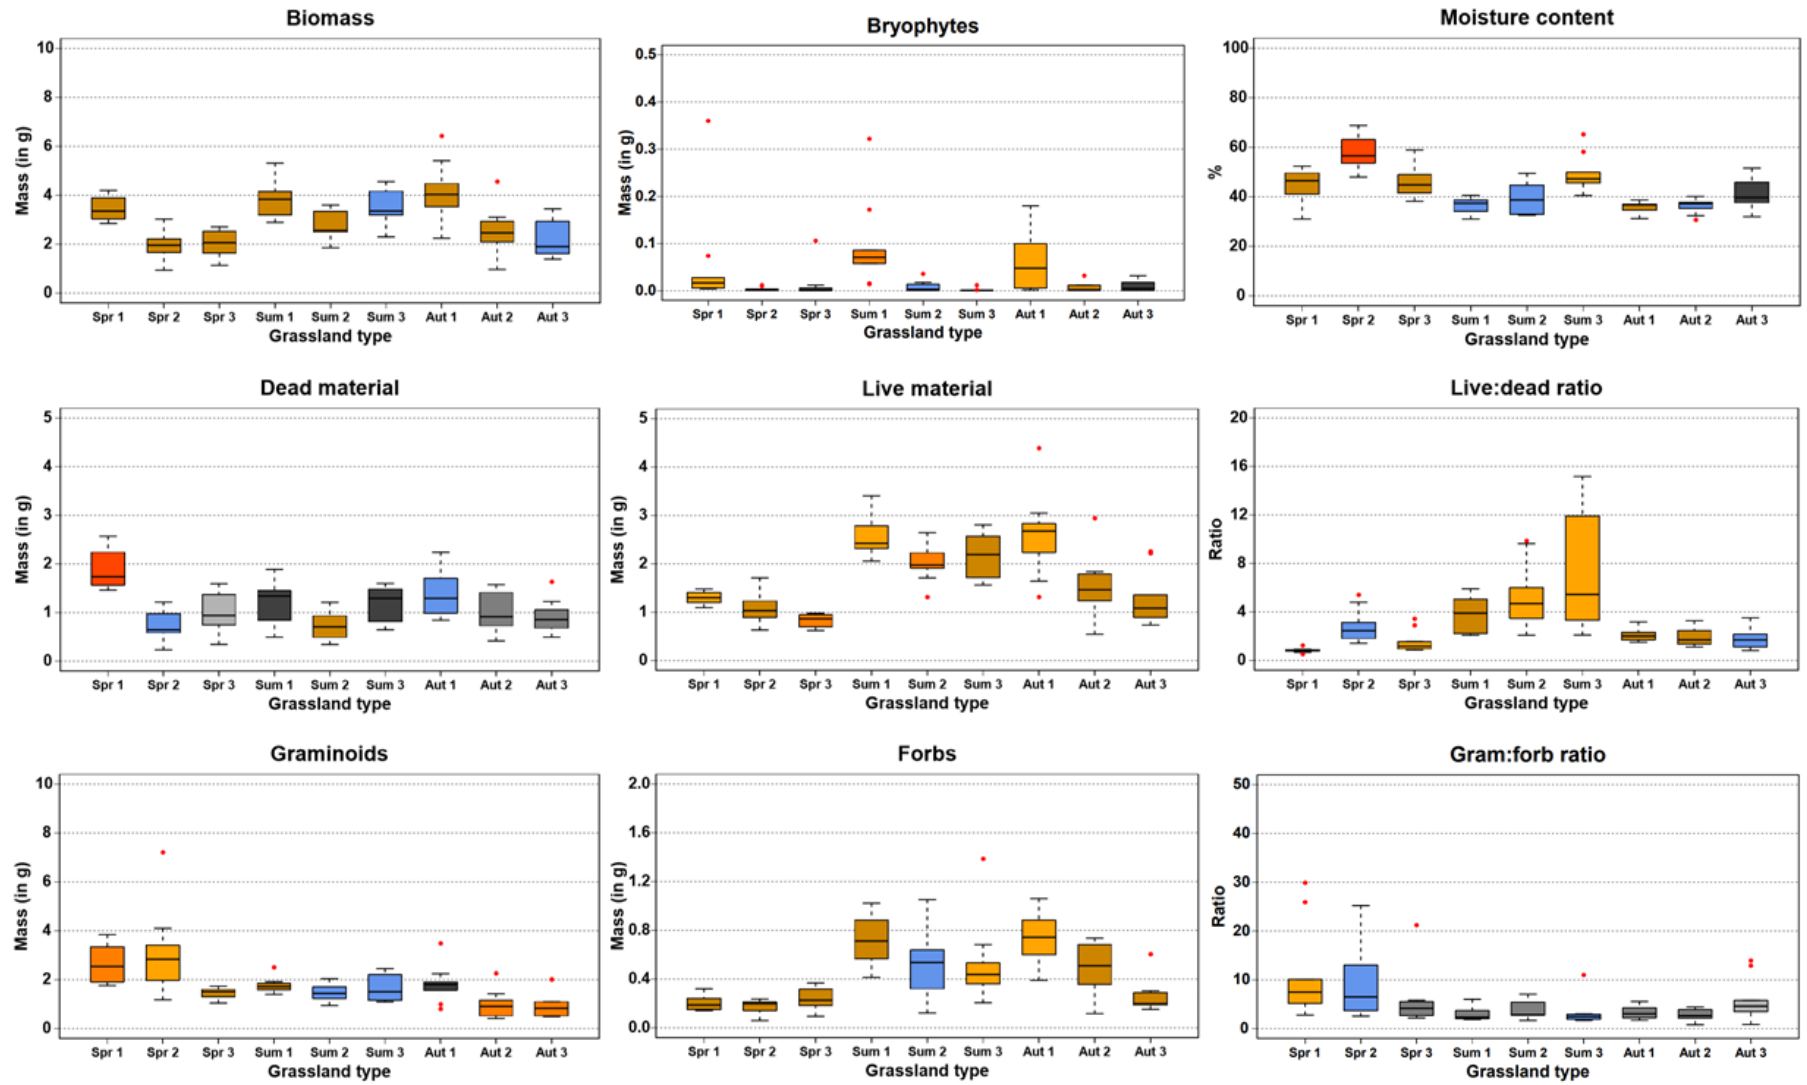 Biomass
Mass (in g)
10
8
6
4
2
0
Spr 1 Spr 2 Spr 3 Sum 1 Sum 2 Sum 3 Aut 1 Aut 2 Aut 3
Grassland type
Bryophytes
Mass (in g)
0.5
0.4
0.3
0.2
0.1
0.0
Spr 1 Spr 2 Spr 3 Sum 1 Sum 2 Sum 3 Aut 1 Aut 2 Aut 3
Grassland type
Moisture content
%
100
80
60
40
20
0
Spr 1 Spr 2 Spr 3 Sum 1 Sum 2 Sum 3 Aut 1 Aut 2 Aut 3
Grassland type
Dead material
Mass (in g)
5
4
3
2
1
0
Spr 1 Spr 2 Spr 3 Sum 1 Sum 2 Sum 3 Aut 1 Aut 2 Aut 3
Grassland type
Live material
Mass (in g)
5
4
3
2
1
0
Spr 1 Spr 2 Spr 3 Sum 1 Sum 2 Sum 3 Aut 1 Aut 2 Aut 3
Grassland type
Live:dead ratio
Ratio
20
16
12
8
4
0
Spr 1 Spr 2 Spr 3 Sum 1 Sum 2 Sum 3 Aut 1 Aut 2 Aut 3
Grassland type
Graminoids
Mass (in g)
10
8
6
4
2
0
Spr 1 Spr 2 Spr 3 Sum 1 Sum 2 Sum 3 Aut 1 Aut 2 Aut 3
Grassland type
Forbs
Mass (in g)
2.0
1.6
1.2
0.8
0.4
0.0
Spr 1 Spr 2 Spr 3 Sum 1 Sum 2 Sum 3 Aut 1 Aut 2 Aut 3
Grassland type
Gram:forb ratio
Ratio
50
40
30
20
10
0
Spr 1 Spr 2 Spr 3 Sum 1 Sum 2 Sum 3 Aut 1 Aut 2 Aut 3
Grassland type